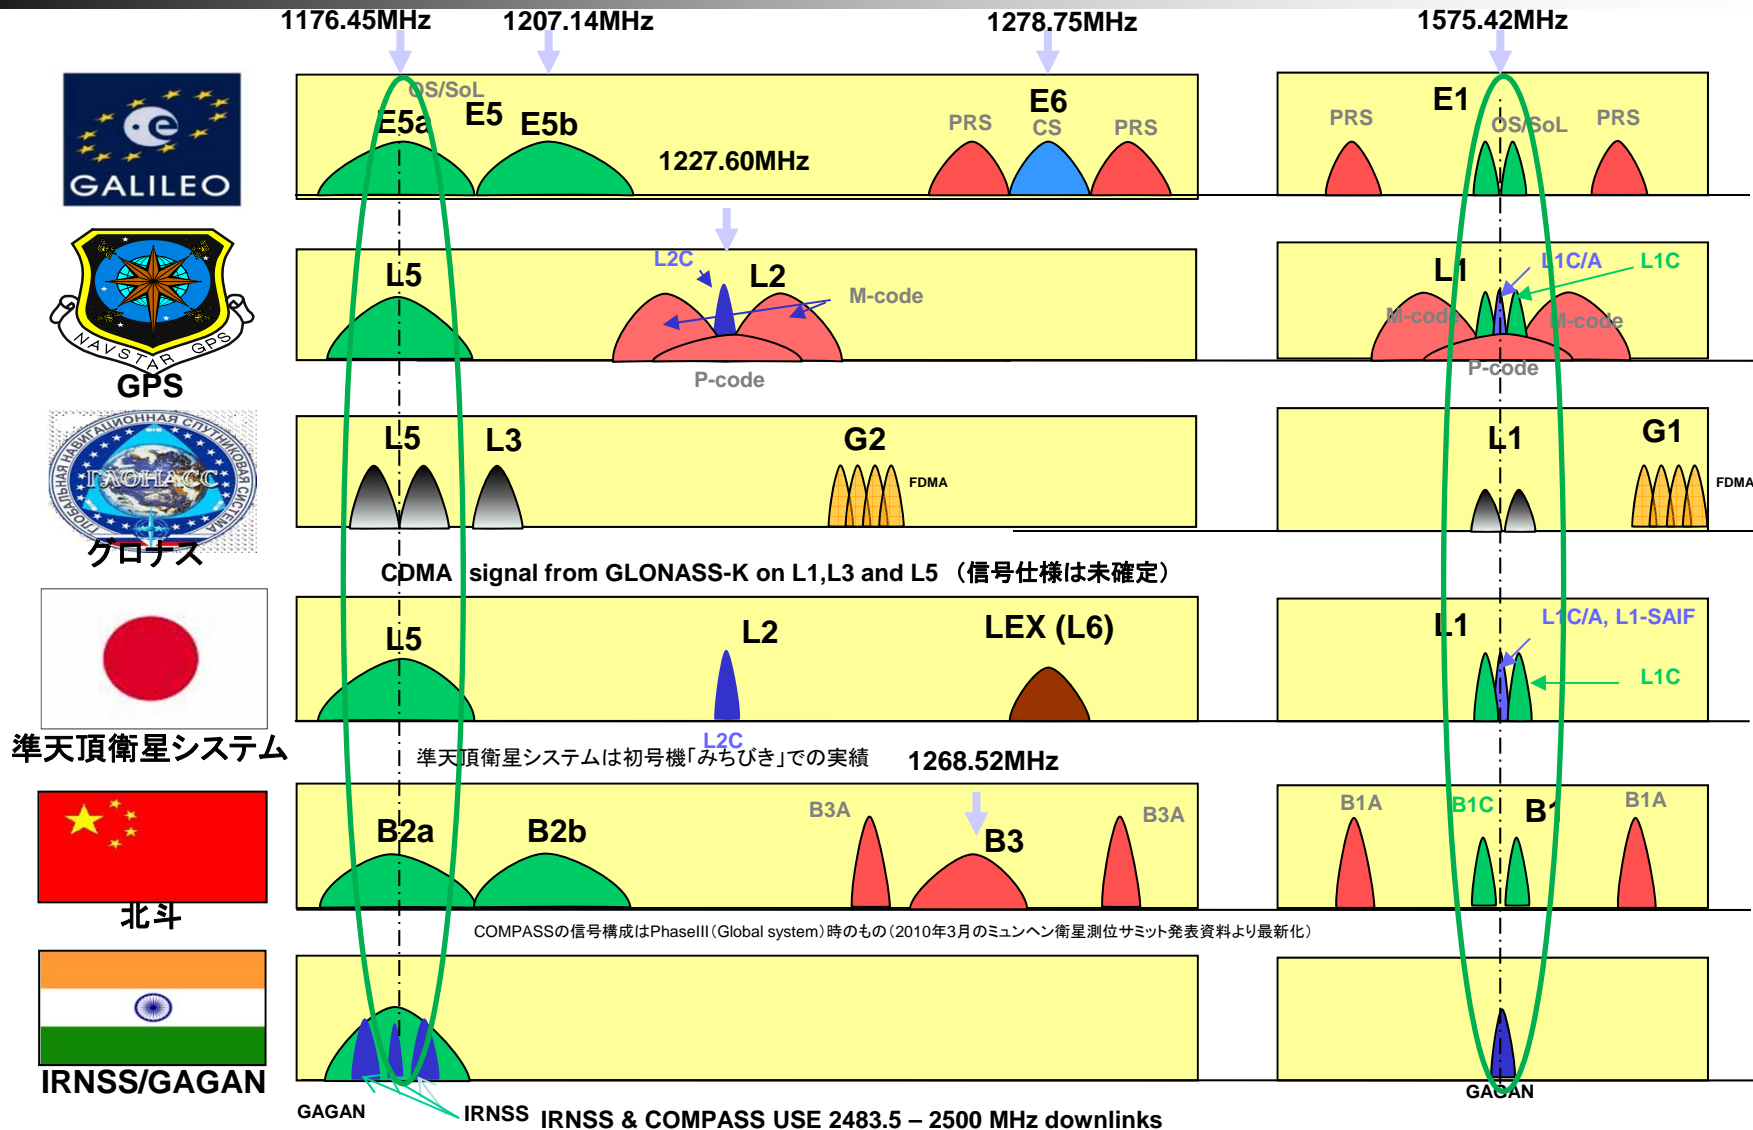 1176.45MHz 1207.14MHz 1278.75MHz 1575.42MHz
GALILEO
OS/SoL
E5a E5 E5b
1227.60MHz
E6
PRS CS PRS
E1
PRS OS/SoL PRS
NAVSTAR GPS
GPS
L5
L2C
L2
M-code
P-code
L1
L1C/A
L1C
M-code M-code
P-code
ГЛОБАЛЬНАЯ НАВИГАЦИОННАЯ СПУТНИКОВАЯ СИСТЕМА
ГЛОНАСС
グロナス
L5 L3 G2
FDMA
L1 G1
FDMA
CDMA signal from GLONASS-K on L1,L3 and L5 （信号仕様は未確定）
準天頂衛星システム
L5 L2 LEX (L6)
L2C
L1
L1C/A, L1-SAIF
L1C
準天頂衛星システムは初号機「みちびき」での実績
1268.52MHz
北斗
B2a B2b
B3A B3 B3A
B1A B1C B1 B1A
COMPASSの信号構成はPhaseIII（Global system）時のもの（2010年3月のミュンヘン衛星測位サミット発表資料より最新化）
IRNSS/GAGAN
GAGAN
IRNSS
GAGAN
IRNSS & COMPASS USE 2483.5 – 2500 MHz downlinks